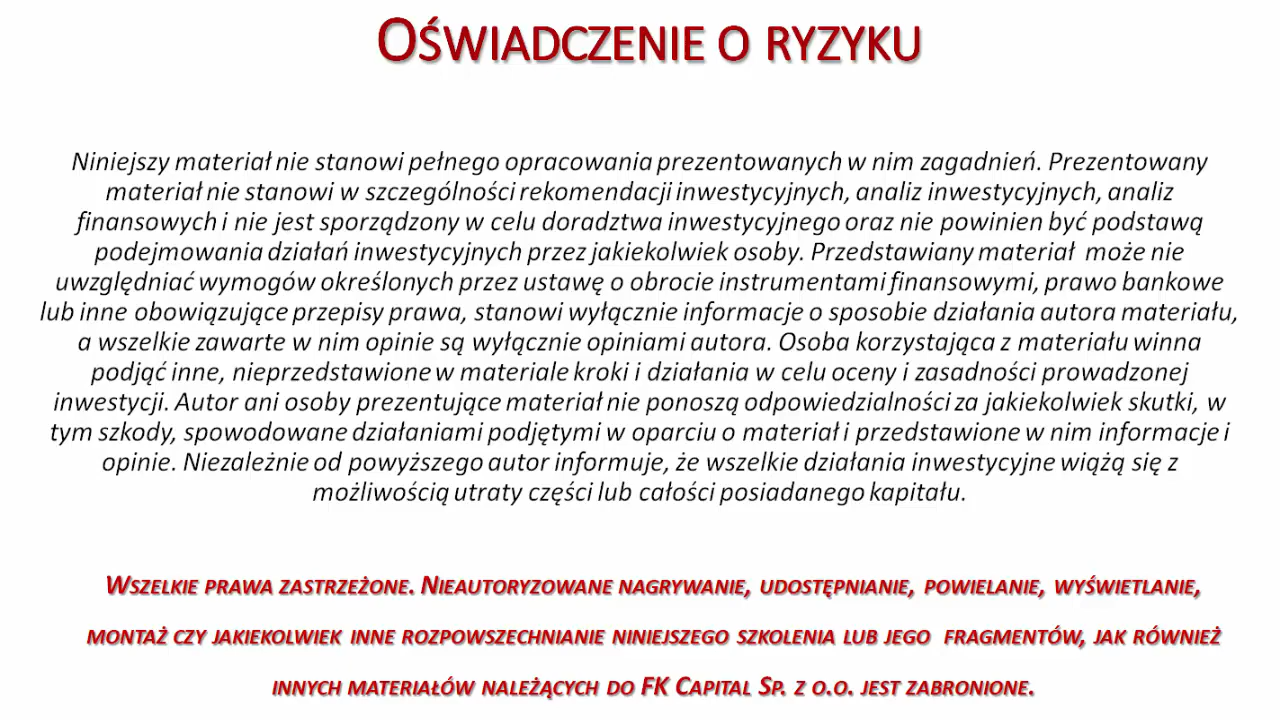 Oświadczenie o ryzyku
Niniejszy materiał nie stanowi pełnego opracowania prezentowanych w nim zagadnień. Prezentowany
materiał nie stanowi w szczególności rekomendacji inwestycyjnych, analiz inwestycyjnych, analiz
finansowych i nie jest sporządzony w celu doradztwa inwestycyjnego oraz nie powinien być podstawą
podejmowania działań inwestycyjnych przez jakiekolwiek osoby. Przedstawiany materiał może nie
uwzględniać wymogów określonych przez ustawę o obrocie instrumentami finansowymi, prawo bankowe
lub inne obowiązujące przepisy prawa, stanowi wyłącznie informacje o sposobie działania autora materiału,
a wszelkie zawarte w nim opinie są wyłącznie opiniami autora. Osoba korzystająca z materiału winna
podjąć inne, nieprzedstawione w materiale kroki i działania w celu oceny i zasadności prowadzonej
inwestycji. Autor ani osoby prezentujące materiał nie ponoszą odpowiedzialności za jakiekolwiek skutki, w
tym szkody, spowodowane działaniami podjętymi w oparciu o materiał i przedstawione w nim informacje i
opinie. Niezależnie od powyższego autor informuje, że wszelkie działania inwestycyjne wiążą się z
możliwością utraty części lub całości posiadanego kapitału.
Wszelkie prawa zastrzeżone. Nieautoryzowane nagrywanie, udostępnianie, powielanie, wyświetlanie,
montaż czy jakiekolwiek inne rozpowszechnianie niniejszego szkolenia lub jego fragmentów, jak również
innych materiałów należących do FK Capital Sp. z o.o. jest zabronione.